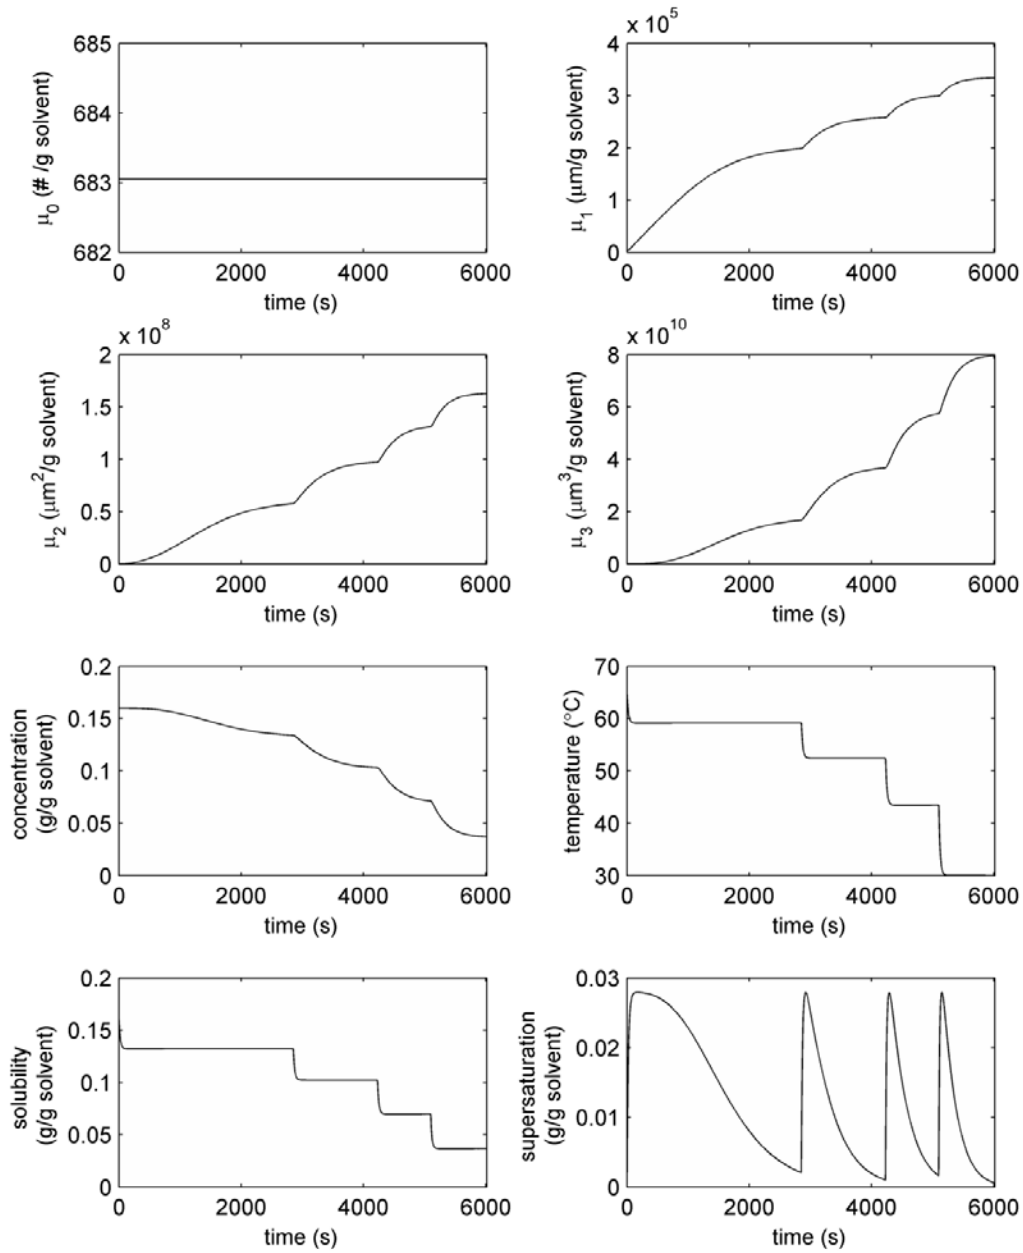 685
684
683
682
μ0 (# /g solvent)
0 2000 4000 6000
time (s)
x 10^5
4
3
2
1
0
μ1 (μm/g solvent)
0 2000 4000 6000
time (s)
x 10^8
2
1.5
1
0.5
0
μ2 (μm^2/g solvent)
0 2000 4000 6000
time (s)
x 10^10
8
6
4
2
0
μ3 (μm^3/g solvent)
0 2000 4000 6000
time (s)
0.2
0.15
0.1
0.05
0
concentration
(g/g solvent)
0 2000 4000 6000
time (s)
70
60
50
40
30
temperature (°C)
0 2000 4000 6000
time (s)
0.2
0.15
0.1
0.05
0
solubility
(g/g solvent)
0 2000 4000 6000
time (s)
0.03
0.02
0.01
0
supersaturation
(g/g solvent)
0 2000 4000 6000
time (s)